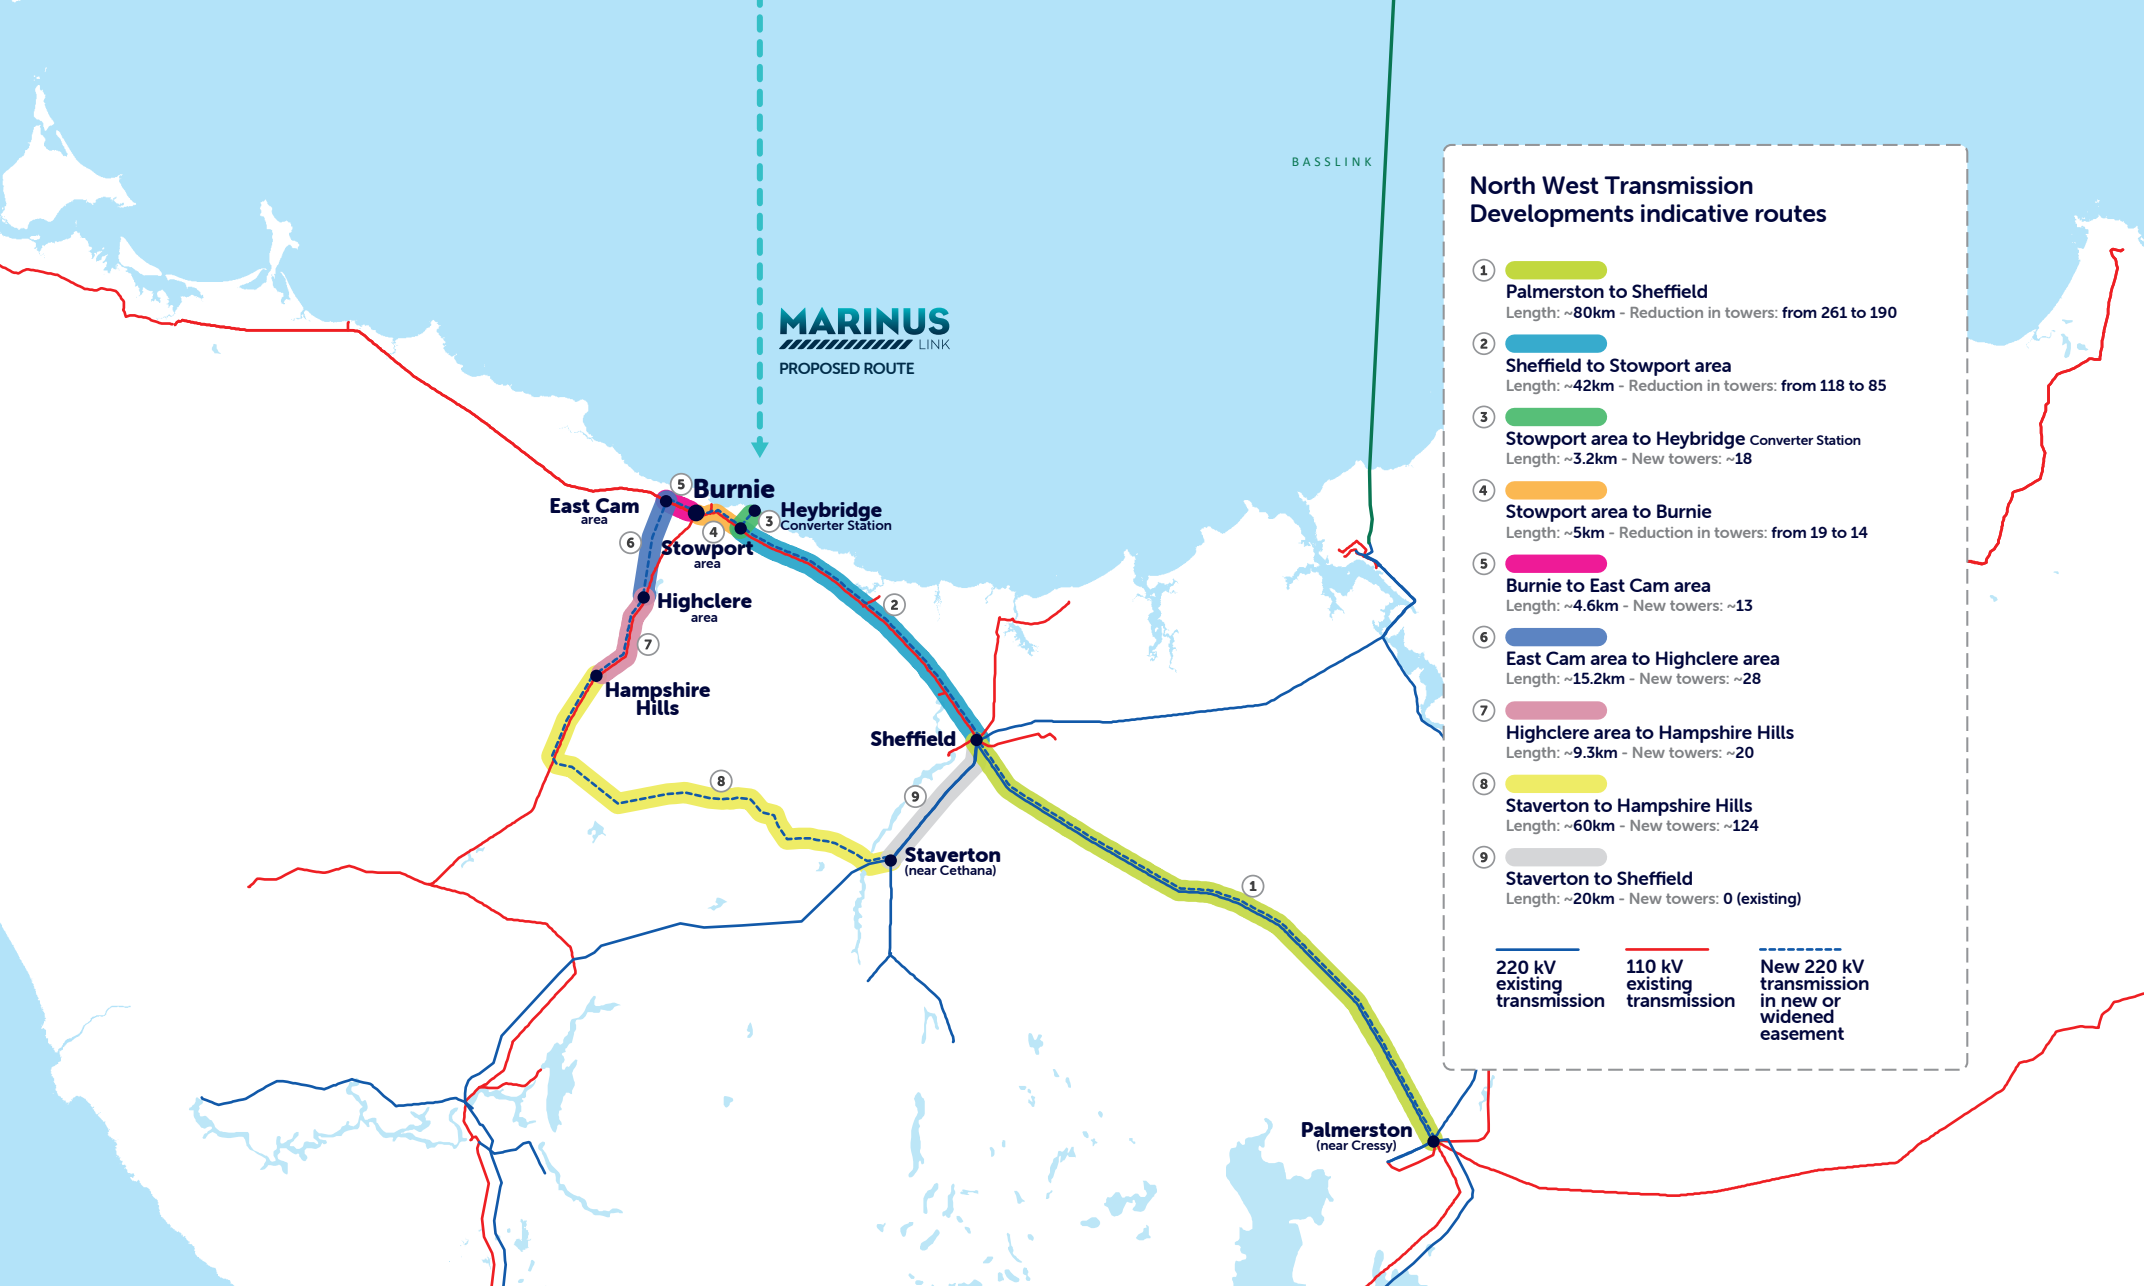 BASSLINK
MARINUS
LINK
PROPOSED ROUTE
5
Burnie
East Cam
area
Heybridge
Converter Station
3
4
6
Stowport
area
Highclere
area
2
7
Hampshire
Hills
Sheffield
8
9
Staverton
(near Cethana)
1
Palmerston
(near Cressy)
North West Transmission
Developments indicative routes
1
Palmerston to Sheffield
Length: ~80km - Reduction in towers: from 261 to 190
2
Sheffield to Stowport area
Length: ~42km - Reduction in towers: from 118 to 85
3
Stowport area to Heybridge Converter Station
Length: ~3.2km - New towers: ~18
4
Stowport area to Burnie
Length: ~5km - Reduction in towers: from 19 to 14
5
Burnie to East Cam area
Length: ~4.6km - New towers: ~13
6
East Cam area to Highclere area
Length: ~15.2km - New towers: ~28
7
Highclere area to Hampshire Hills
Length: ~9.3km - New towers: ~20
8
Staverton to Hampshire Hills
Length: ~60km - New towers: ~124
9
Staverton to Sheffield
Length: ~20km - New towers: 0 (existing)
220 kV
existing
transmission
110 kV
existing
transmission
New 220 kV
transmission
in new or
widened
easement